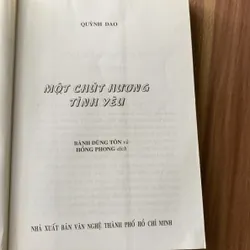 QUỲNH DAO
MỘT CHÚT HƯƠNG
TÌNH YÊU
BÀNH DŨNG TÔN và
HỒNG PHONG dịch
NHÀ XUẤT BẢN VĂN NGHỆ THÀNH PHỐ HỒ CHÍ MINH